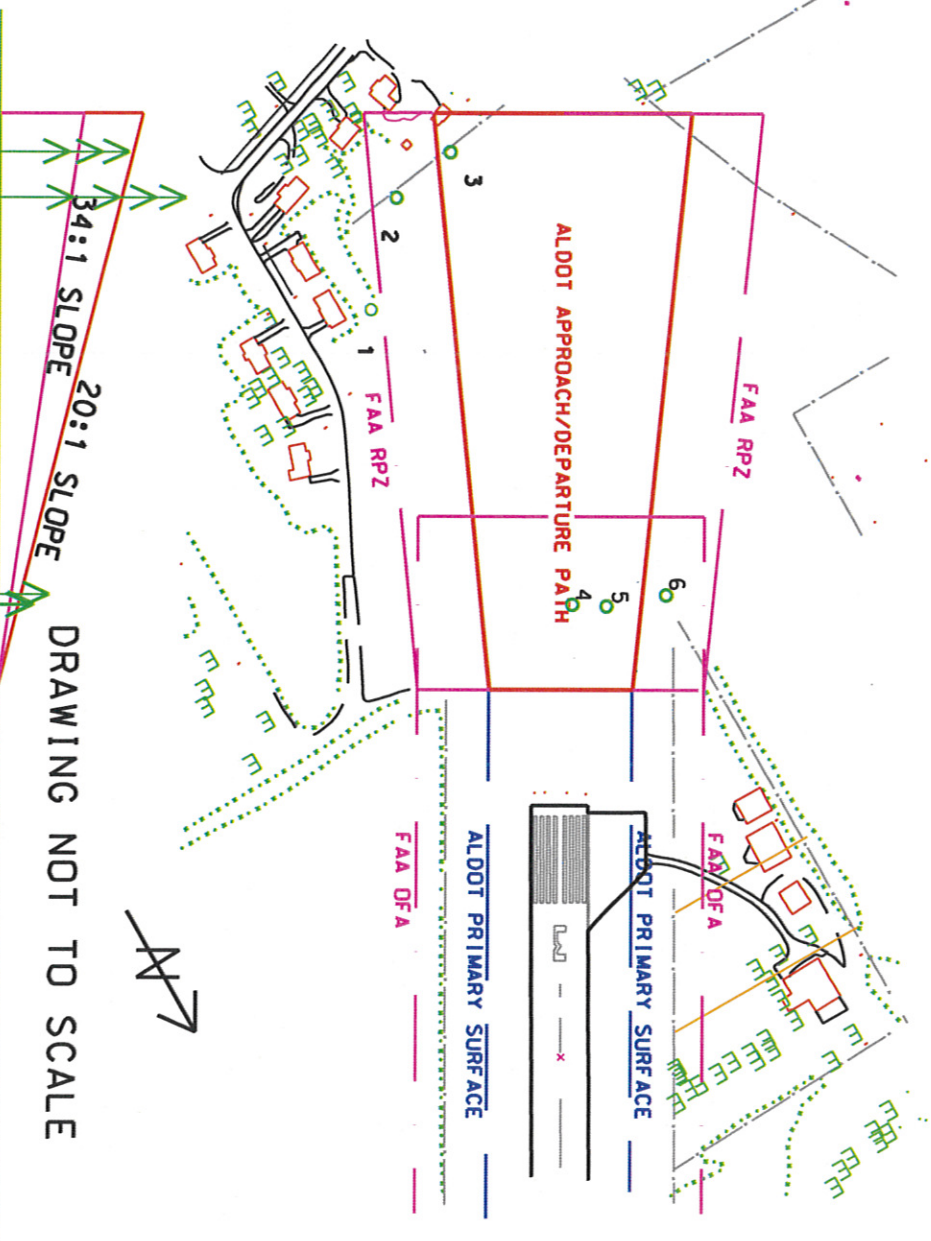 3
2
1
ALDOT APPROACH/DEPARTURE PATH
FAA RPZ
FAA RPZ
34:1 SLOPE
20:1 SLOPE
6
5
4
DRAWING NOT TO SCALE
N
FAA OFA
ALDOT PRIMARY SURFACE
3
ALDOT PRIMARY SURFACE
FAA OFA